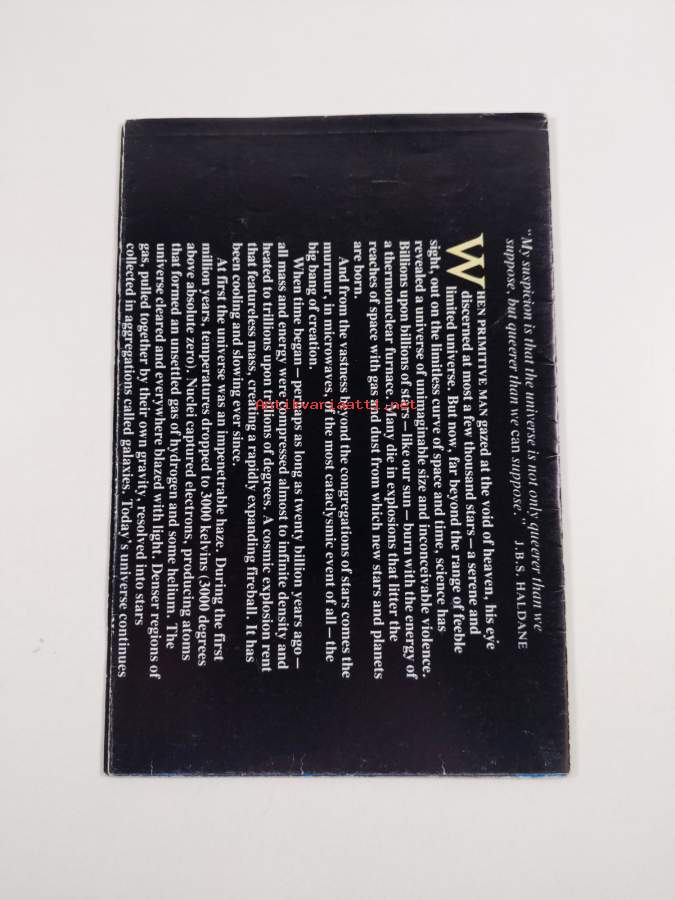 "My suspicion is that the universe is not only queerer than we
suppose, but queerer than we can suppose."   J.B.S. HALDANE
WHEN PRIMITIVE MAN gazed at the void of heaven, his eye
discerned at most a few thousand stars—a serene and
limited universe. But now, far beyond the range of feeble
sight, out on the limitless curve of space and time, science has
revealed a universe of unimaginable size and inconceivable violence.
Billions upon billions of stars—like our sun—burn with the energy of
a thermonuclear furnace. Many die in explosions that litter the
reaches of space with gas and dust from which new stars and planets
are born.
And from the vastness beyond the congregations of stars comes the
murmur, in microwaves, of the most cataclysmic event of all—the
big bang of creation.
When time began—perhaps as long as twenty billion years ago—
all mass and energy were compressed almost to infinite density and
heated to trillions upon trillions of degrees. A cosmic explosion rent
that featureless mass, creating a rapidly expanding fireball. It has
been cooling and slowing ever since.
At first the universe was an impenetrable haze. During the first
million years, temperatures dropped to 3000 kelvins (3000 degrees
above absolute zero). Nuclei captured electrons, producing atoms
that formed an unsettled gas of hydrogen and some helium. The
universe cleared and everywhere blazed with light. Denser regions of
gas, pulled together by their own gravity, resolved into stars
collected in aggregations called galaxies. Today's universe continues
Antikvariaatti.net